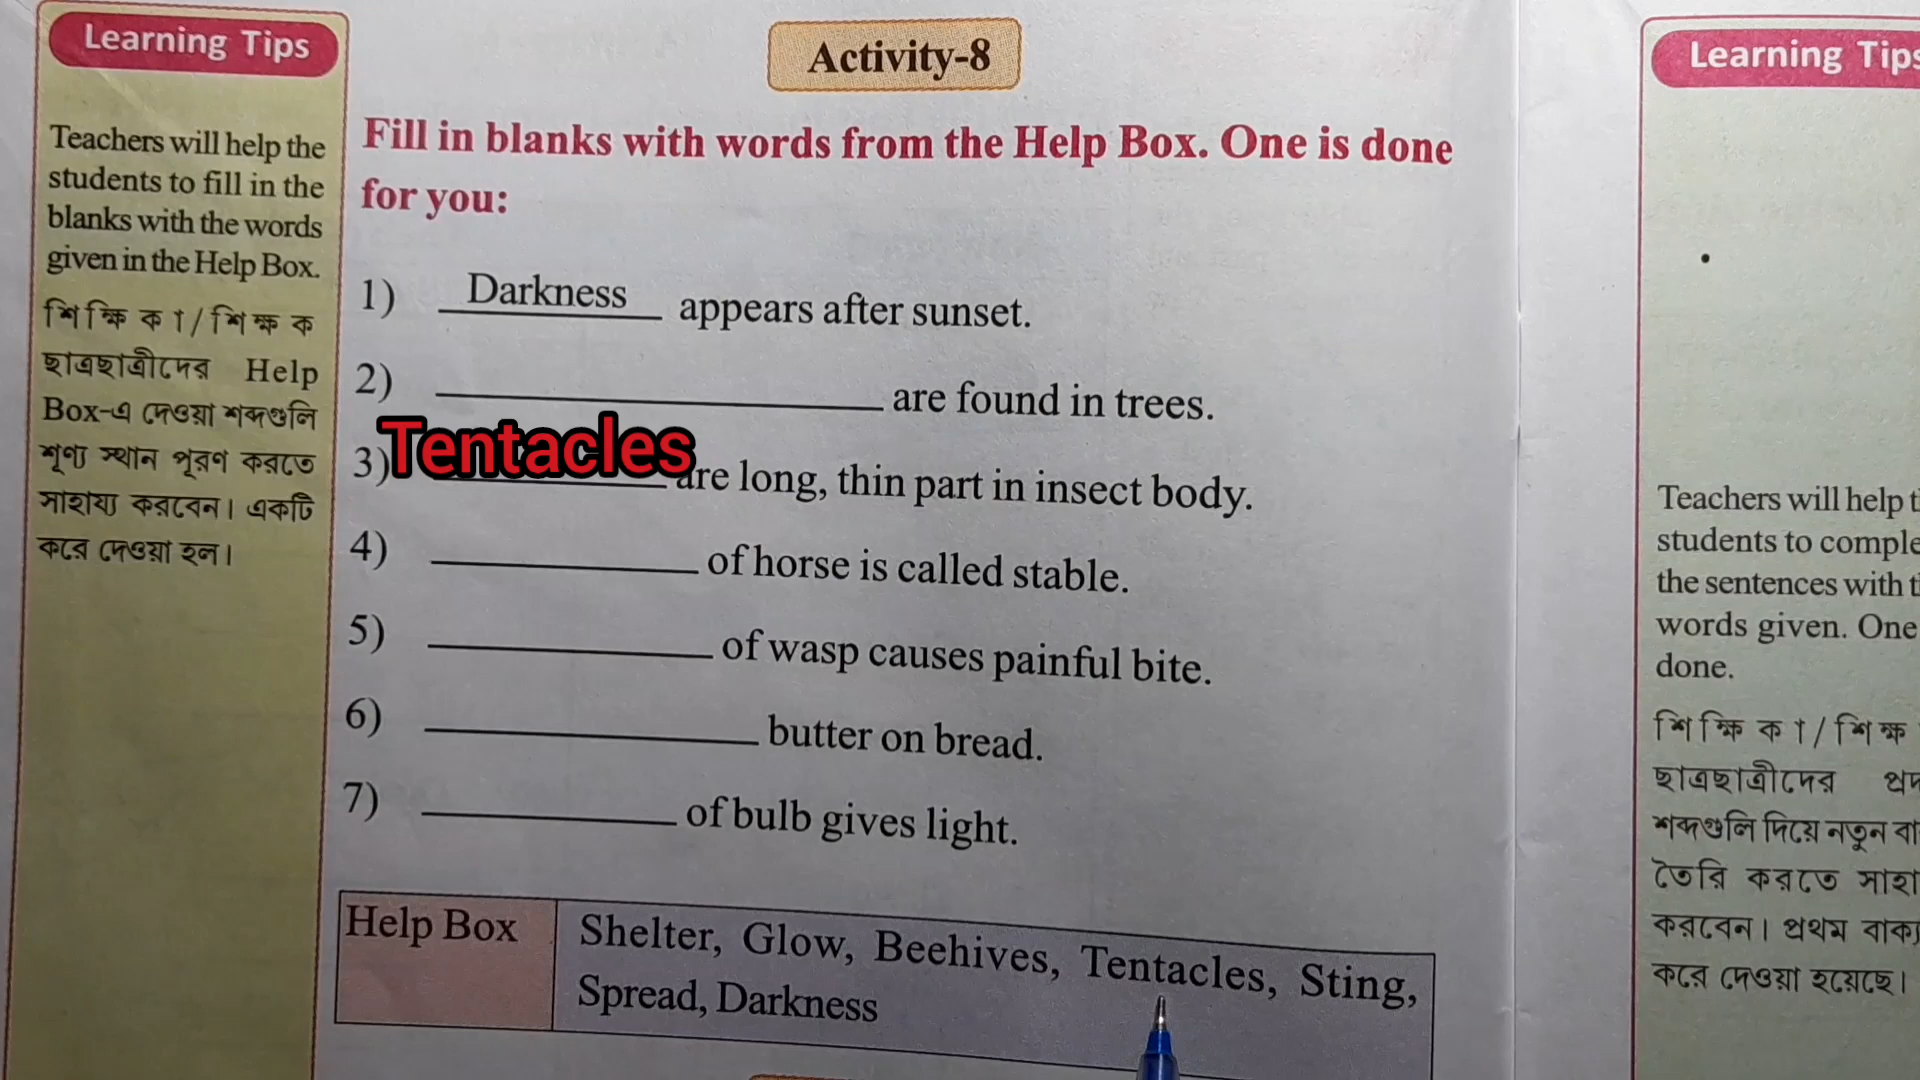 Learning Tips
Teachers will help the
students to fill in the
blanks with the words
given in the Help Box.
শিক্ষিকা/শিক্ষক
ছাত্রছাত্রীদের Help
Box-এ দেওয়া শব্দগুলি
শূণ্য স্থান পূরণ করতে
সাহায্য করবেন। একটি
করে দেওয়া হল।
Activity-8
Fill in blanks with words from the Help Box. One is done
for you:
1) Darkness appears after sunset.
2) are found in trees.
3) Tentacles are long, thin part in insect body.
4) of horse is called stable.
5) of wasp causes painful bite.
6) butter on bread.
7) of bulb gives light.
Help Box
Shelter, Glow, Beehives, Tentacles, Sting,
Spread, Darkness
Learning Tips
Teachers will help
students to
the sentences with
words given. One
done.
শিক্ষিকা/শিক্ষ
ছাত্রছাত্রীদের
শব্দগুলি দিয়ে নতুন
তৈরি করতে
করবেন। প্রথম
করে দেওয়া হয়েছে।